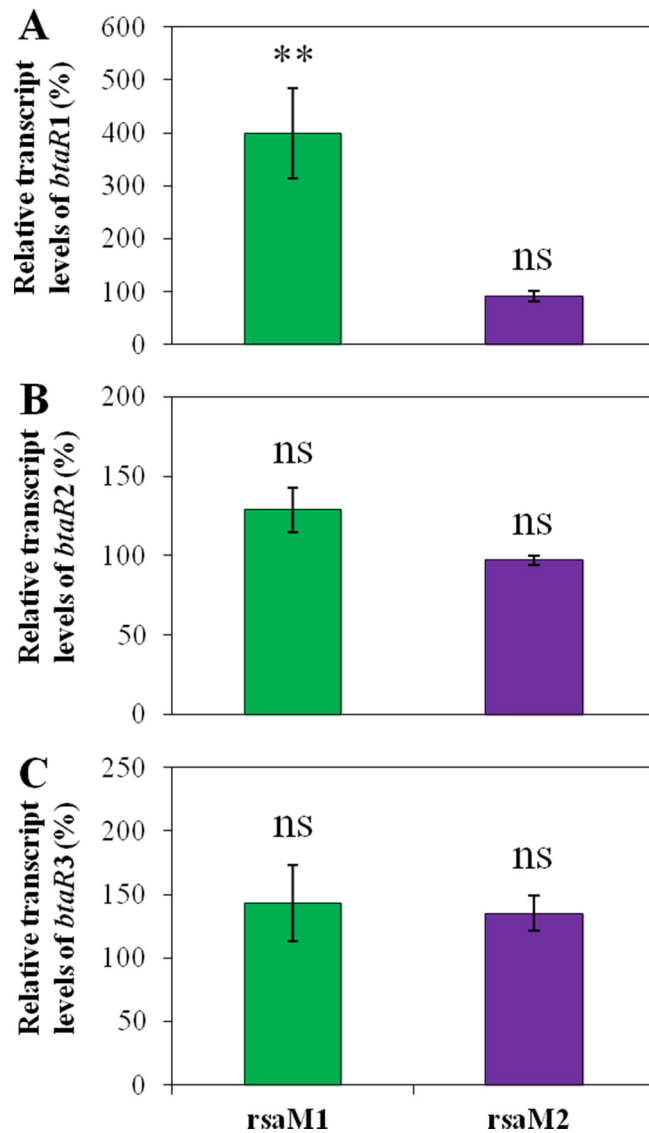 A
Relative transcript
levels of btaR1 (%)
600
500
400
300
200
100
0
**
ns
B
Relative transcript
levels of btaR2 (%)
200
150
100
50
0
ns
ns
C
Relative transcript
levels of btaR3 (%)
250
200
150
100
50
0
ns
ns
rsaM1
rsaM2